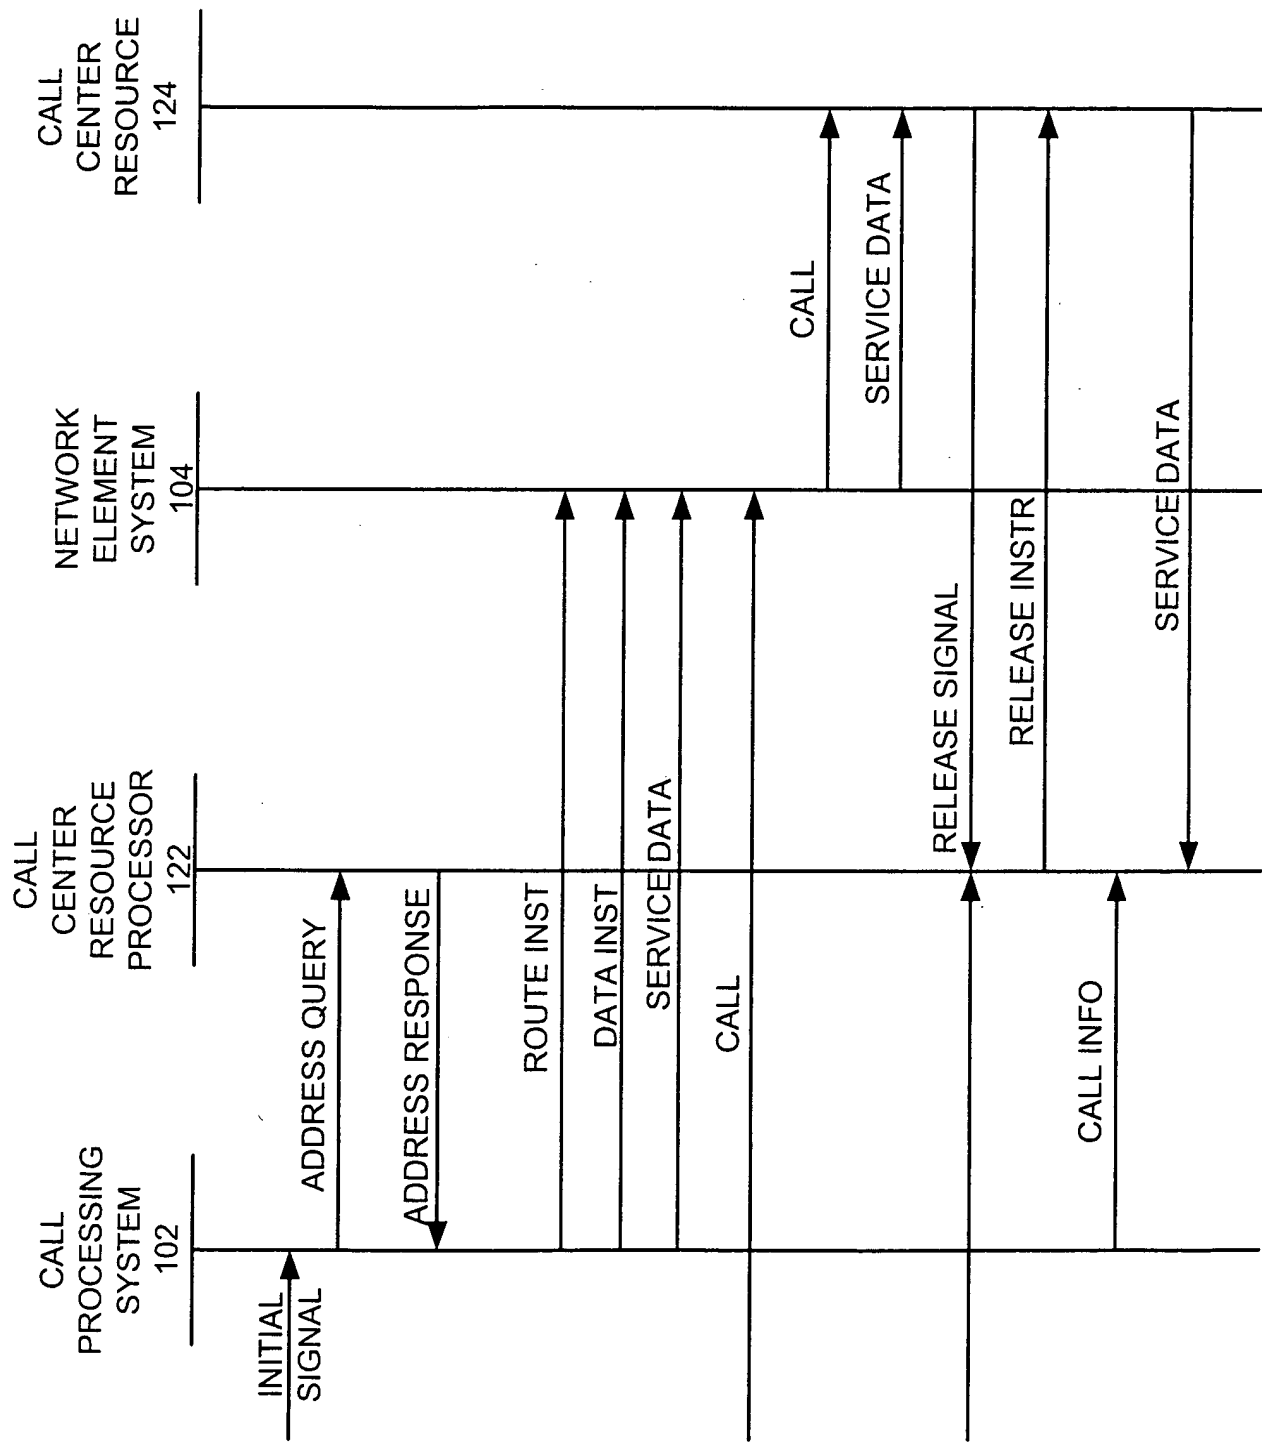 CALL
PROCESSING
SYSTEM
102
CALL
CENTER
RESOURCE
PROCESSOR
122
NETWORK
ELEMENT
SYSTEM
104
CALL
CENTER
RESOURCE
124
INITIAL
SIGNAL
ADDRESS QUERY
ADDRESS RESPONSE
ROUTE INST
DATA INST
SERVICE DATA
CALL
CALL
SERVICE DATA
RELEASE SIGNAL
RELEASE INSTR
CALL INFO
SERVICE DATA